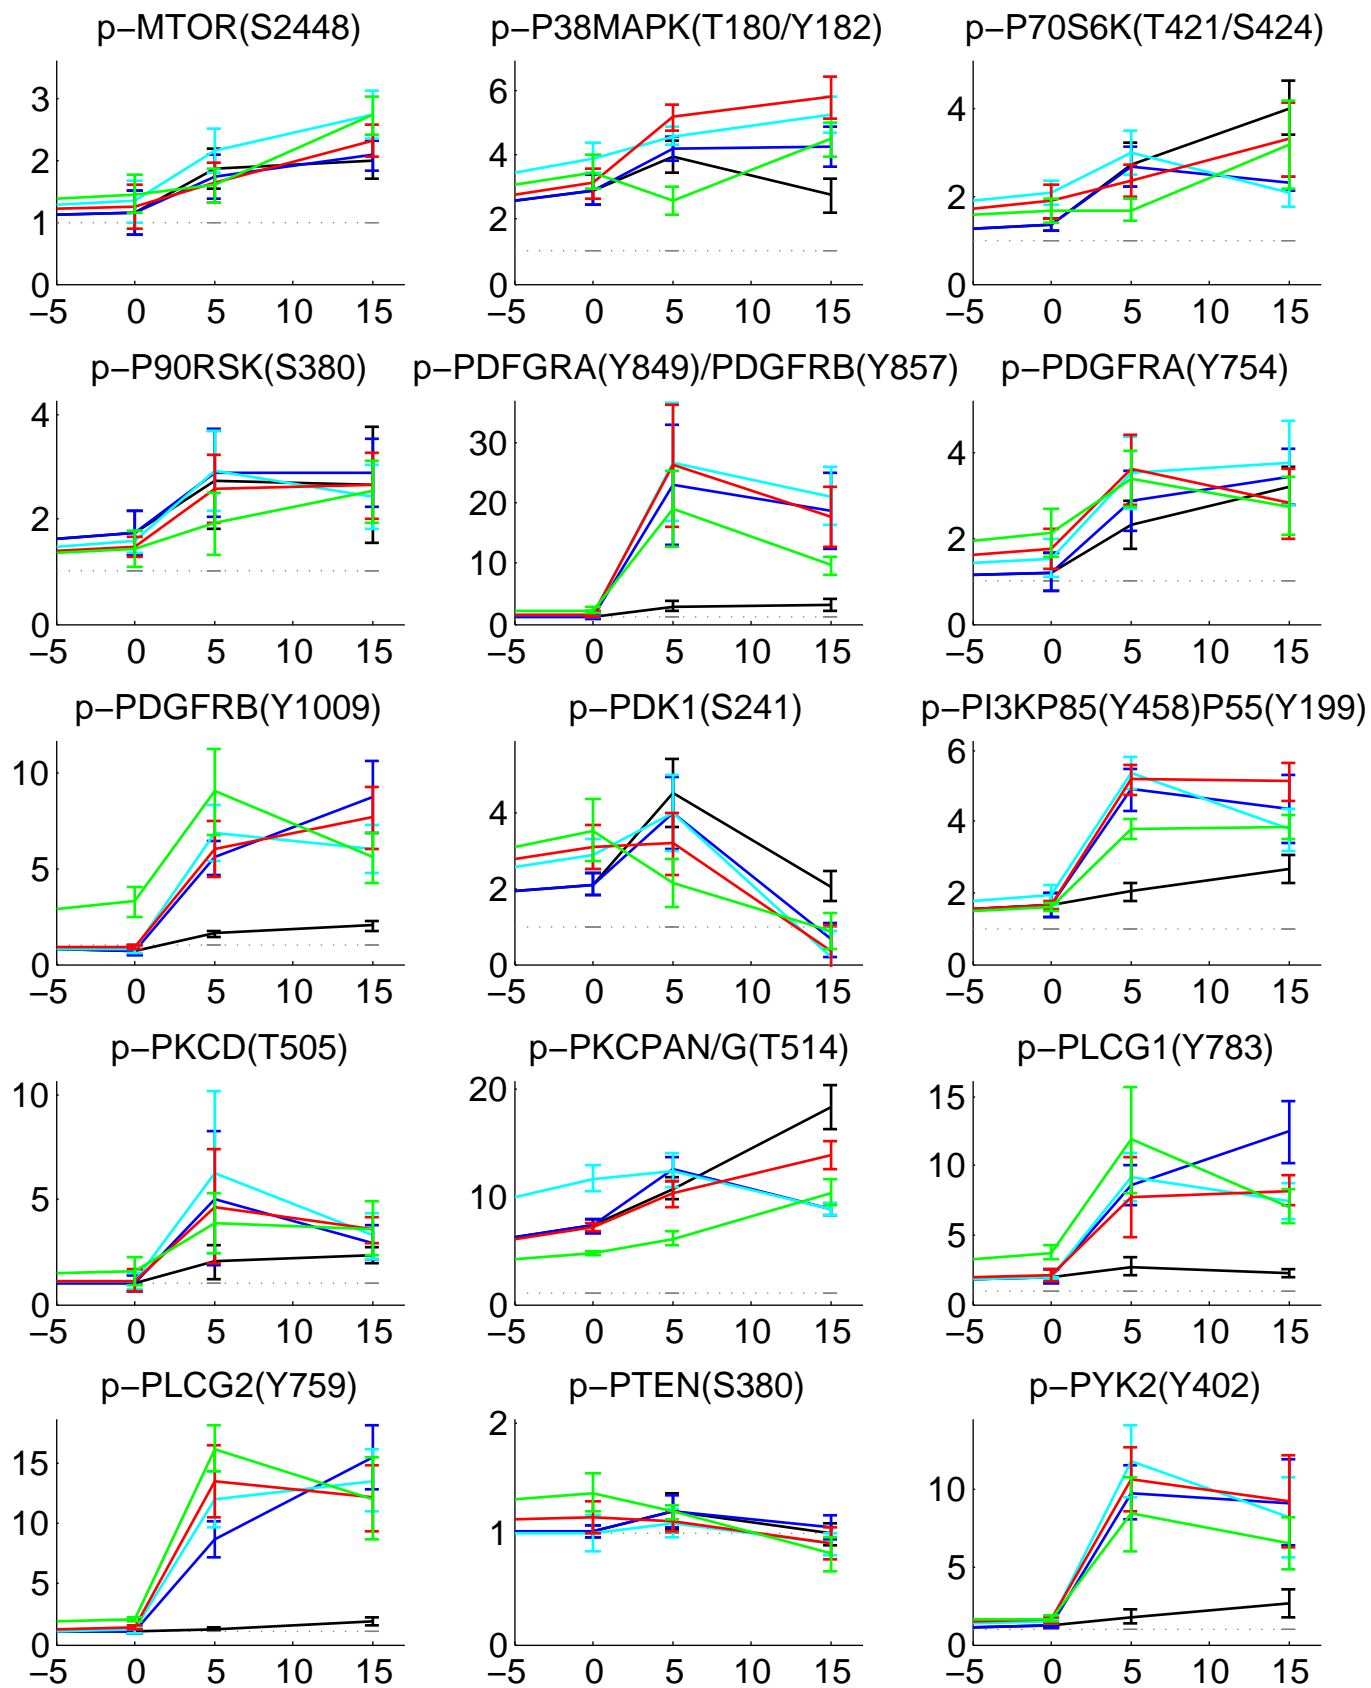 p−MTOR(S2448) p−P38MAPK(T180/Y182) p−P70S6K(T421/S424)
3 6 4
2 4 2
1 2
0 0 0
−5 0 5 10 15 −5 0 5 10 15 −5 0 5 10 15
p−P90RSK(S380) p−PDFGRA(Y849)/PDGFRB(Y857) p−PDGFRA(Y754)
4 30 4
2 20 2
10
0 0 0
−5 0 5 10 15 −5 0 5 10 15 −5 0 5 10 15
p−PDGFRB(Y1009) p−PDK1(S241) p−PI3KP85(Y458)P55(Y199)
10 4 6
5 2 4
2
0 0 0
−5 0 5 10 15 −5 0 5 10 15 −5 0 5 10 15
p−PKCD(T505) p−PKCPAN/G(T514) p−PLCG1(Y783)
10 20 15
5 10 10
5
0 0 0
−5 0 5 10 15 −5 0 5 10 15 −5 0 5 10 15
p−PLCG2(Y759) p−PTEN(S380) p−PYK2(Y402)
15 2 10
10 1 5
5
0 0 0
−5 0 5 10 15 −5 0 5 10 15 −5 0 5 10 15